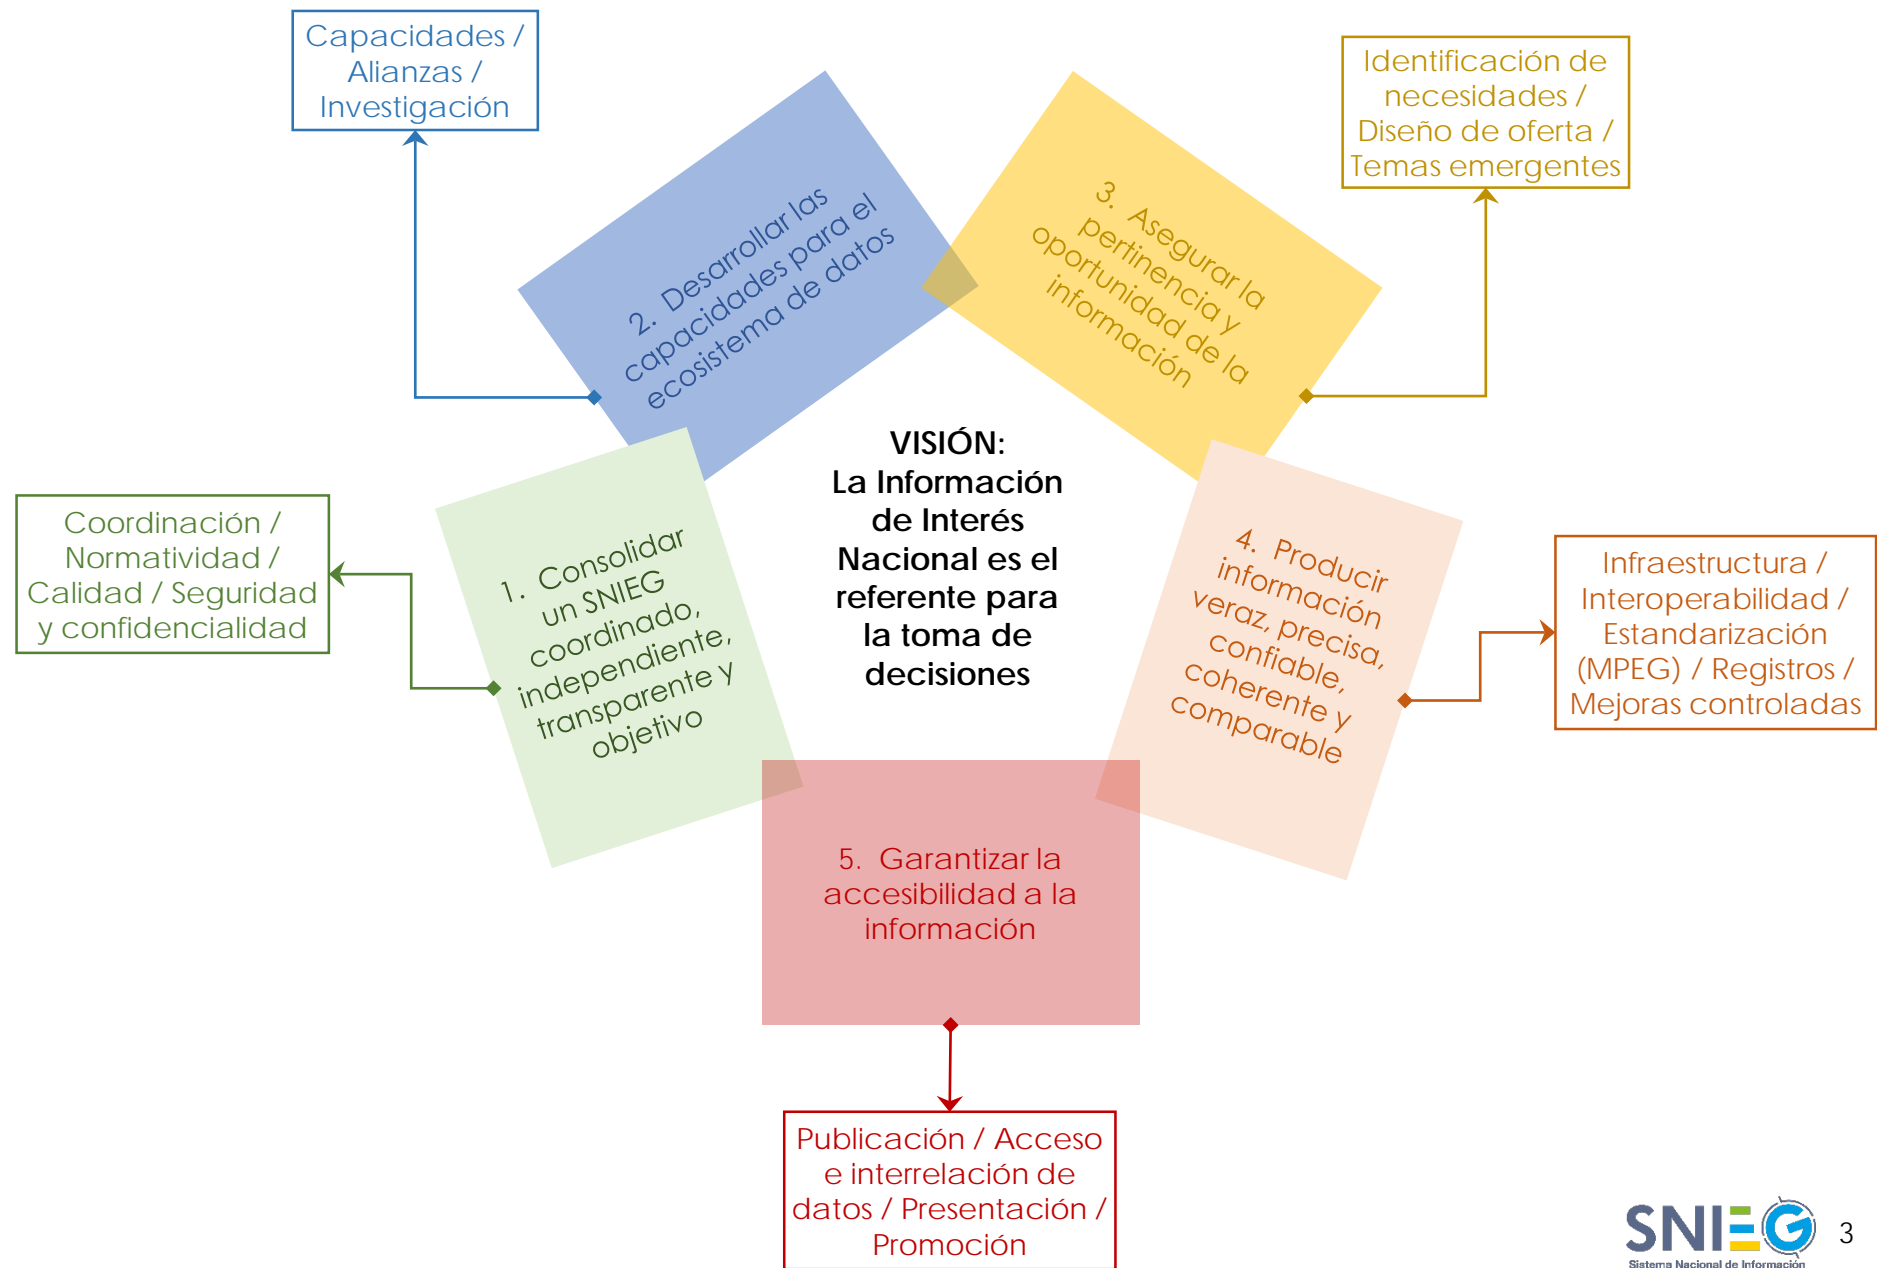 Capacidades /
Alianzas /
Investigación
Identificación de
necesidades /
Diseño de oferta /
Temas emergentes
2. Desarrollar las
capacidades para el
ecosistema de datos
3. Asegurar la
pertinencia y
oportunidad de la
información
VISIÓN:
La Información
de Interés
Nacional es el
referente para
la toma de
decisiones
Coordinación /
Normatividad /
Calidad / Seguridad
y confidencialidad
1. Consolidar
un SNIEG
coordinado,
independiente,
transparente y
objetivo
4. Producir
información
veraz, precisa,
confiable,
coherente y
comparable
Infraestructura /
Interoperabilidad /
Estandarización
(MPEG) / Registros /
Mejoras controladas
5. Garantizar la
accesibilidad a la
información
Publicación / Acceso
e interrelación de
datos / Presentación /
Promoción
SNIEG
Sistema Nacional de Información
3